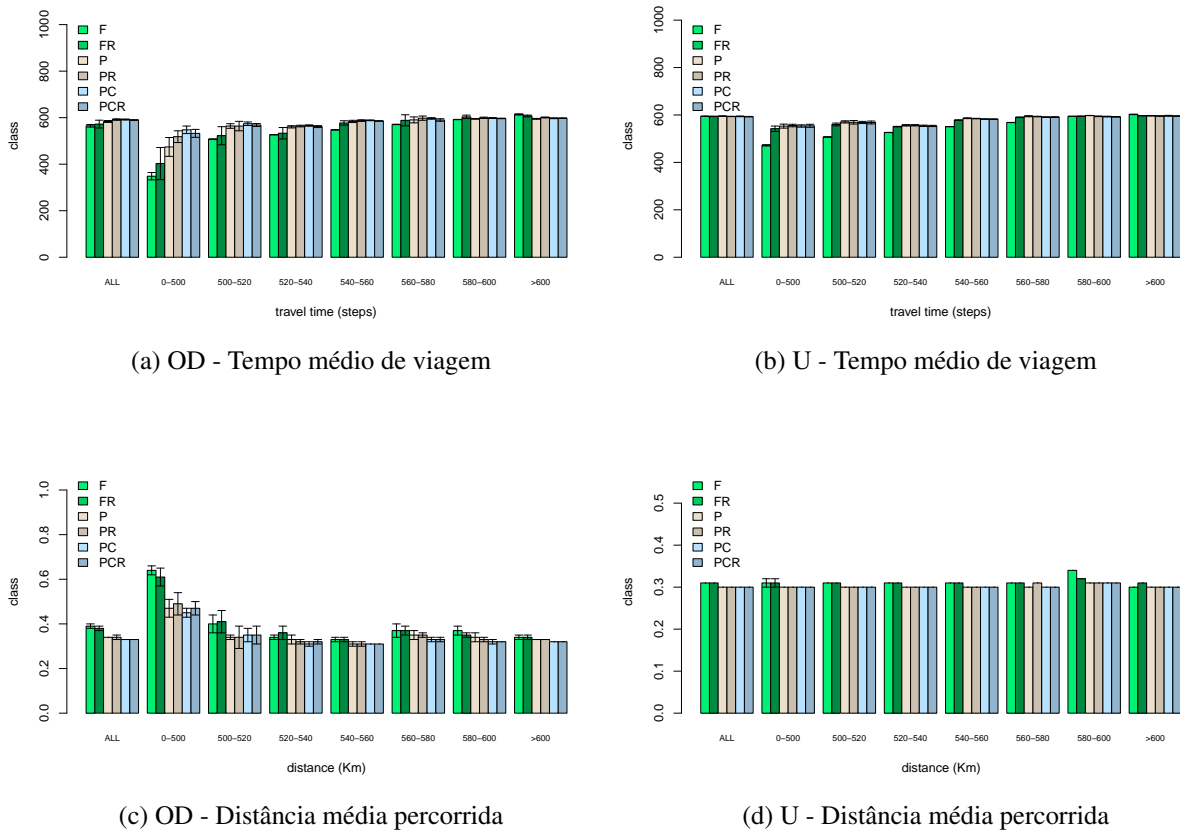 0 200 400 600 800 1000
class
F
FR
P
PR
PC
PCR
ALL 0−500 500−520 520−540 540−560 560−580 580−600 >600
travel time (steps)
(a) OD - Tempo médio de viagem
0 200 400 600 800 1000
class
F
FR
P
PR
PC
PCR
ALL 0−500 500−520 520−540 540−560 560−580 580−600 >600
travel time (steps)
(b) U - Tempo médio de viagem
0.0 0.2 0.4 0.6 0.8 1.0
class
F
FR
P
PR
PC
PCR
ALL 0−500 500−520 520−540 540−560 560−580 580−600 >600
distance (Km)
(c) OD - Distância média percorrida
0.0 0.1 0.2 0.3 0.4 0.5
class
F
FR
P
PR
PC
PCR
ALL 0−500 500−520 520−540 540−560 560−580 580−600 >600
distance (Km)
(d) U - Distância média percorrida